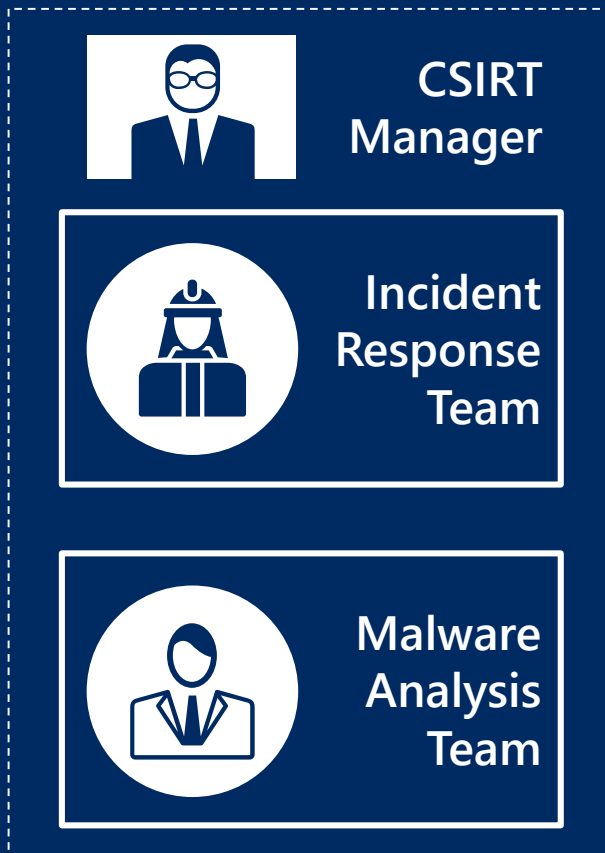 CSIRT
Manager
Incident
Response
Team
Malware
Analysis
Team